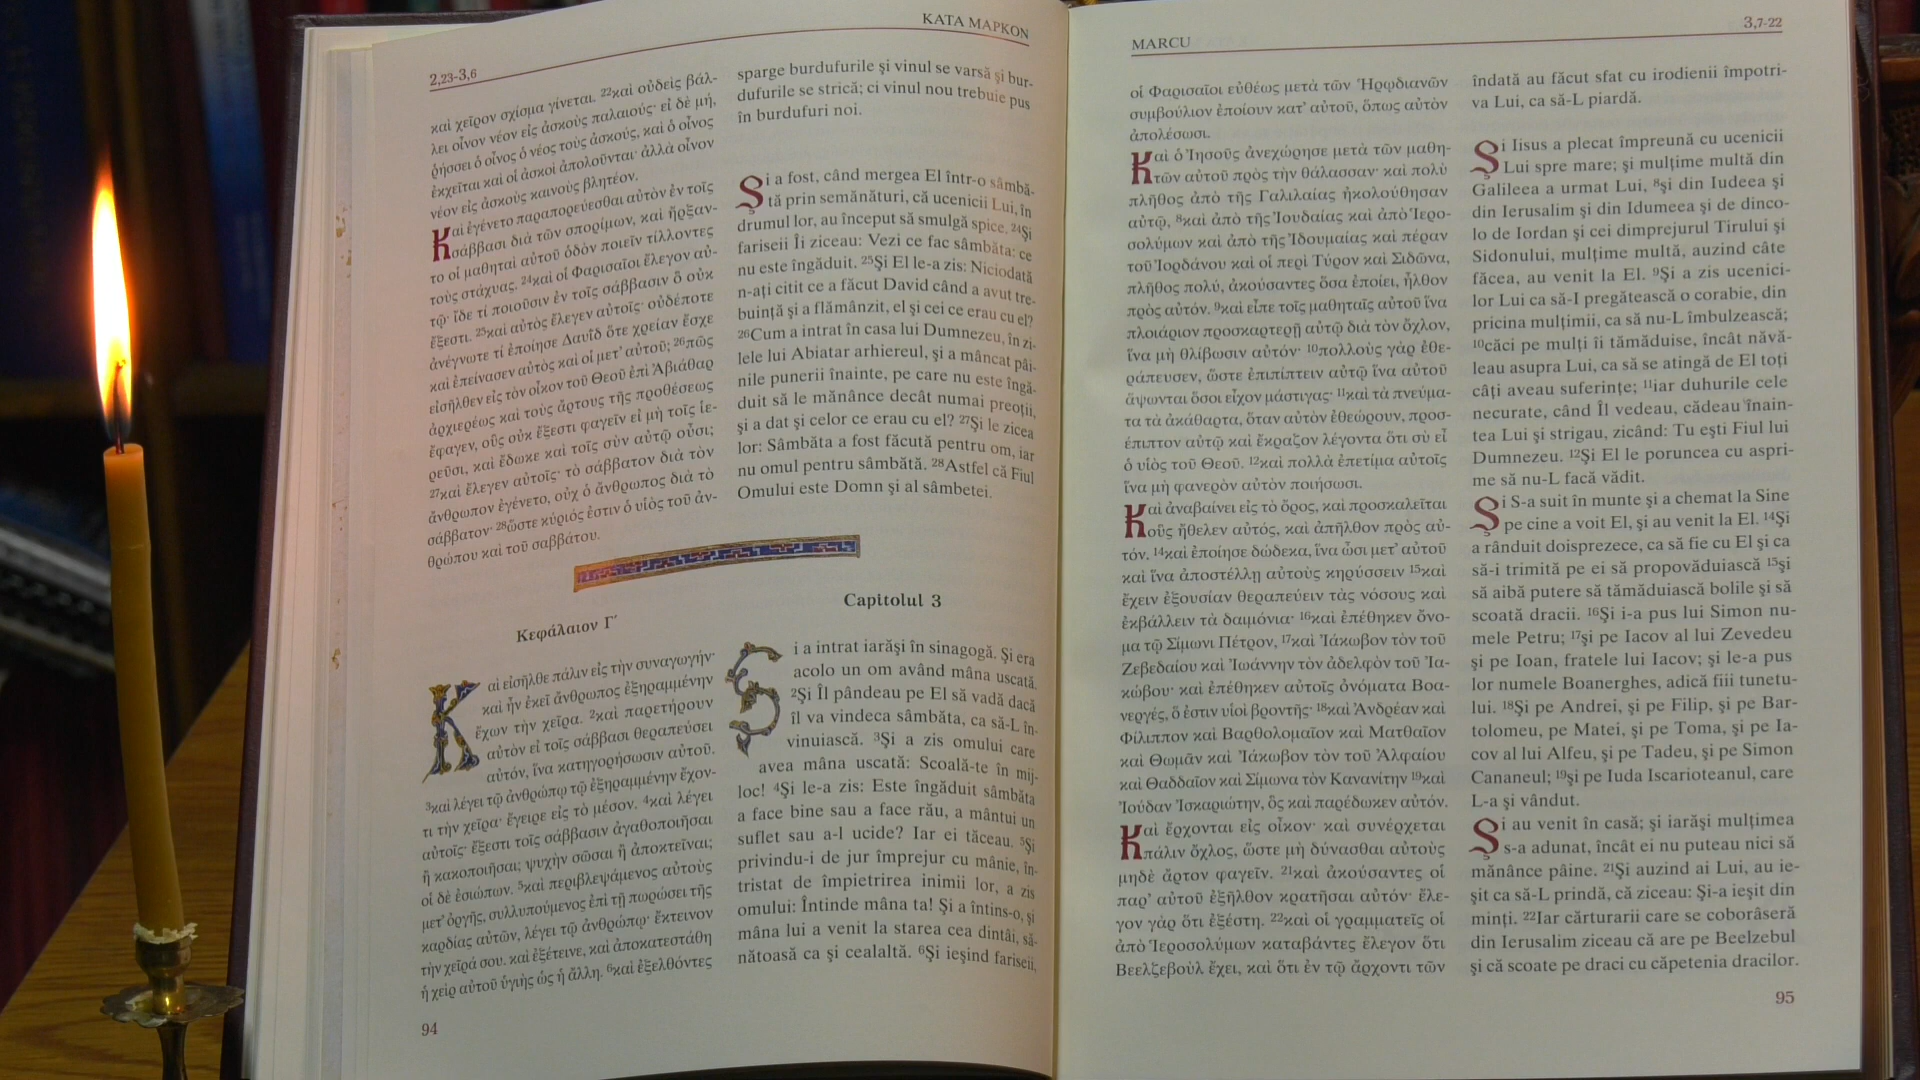 2,23-3,6
ΚΑΤΑ ΜΑΡΚΟΝ
καὶ χεῖρον σχίσμα γίνεται. ²²καὶ οὐδεὶς βάλ-
λει οἶνον νέον εἰς ἀσκοὺς παλαιούς· εἰ δὲ μή,
ῥήσσει ὁ οἶνος ὁ νέος τοὺς ἀσκούς, καὶ ὁ οἶνος
ἐκχεῖται καὶ οἱ ἀσκοὶ ἀπολοῦνται· ἀλλὰ οἶνον
νέον εἰς ἀσκοὺς καινοὺς βλητέον.
Καὶ ἐγένετο παραπορεύεσθαι αὐτὸν ἐν τοῖς
σάββασι διὰ τῶν σπορίμων, καὶ ἤρξαν-
το οἱ μαθηταὶ αὐτοῦ ὁδὸν ποιεῖν τίλλοντες
τοὺς στάχυας. ²⁴καὶ οἱ Φαρισαῖοι ἔλεγον αὐ-
τῷ· ἴδε τί ποιοῦσιν ἐν τοῖς σάββασιν ὃ οὐκ
ἔξεστι. ²⁵καὶ αὐτὸς ἔλεγεν αὐτοῖς· οὐδέποτε
ἀνέγνωτε τί ἐποίησε Δαυῒδ ὅτε χρείαν ἔσχε
καὶ ἐπείνασεν αὐτὸς καὶ οἱ μετ' αὐτοῦ; ²⁶πῶς
εἰσῆλθεν εἰς τὸν οἶκον τοῦ Θεοῦ ἐπὶ Ἀβιάθαρ
ἀρχιερέως καὶ τοὺς ἄρτους τῆς προθέσεως
ἔφαγεν, οὓς οὐκ ἔξεστι φαγεῖν εἰ μὴ τοῖς ἱε-
ρεῦσι, καὶ ἔδωκε καὶ τοῖς σὺν αὐτῷ οὖσι;
²⁷καὶ ἔλεγεν αὐτοῖς· τὸ σάββατον διὰ τὸν
ἄνθρωπον ἐγένετο, οὐχ ὁ ἄνθρωπος διὰ τὸ
σάββατον· ²⁸ὥστε κύριός ἐστιν ὁ υἱὸς τοῦ ἀν-
θρώπου καὶ τοῦ σαββάτου.
sparge burdufurile şi vinul se varsă şi bur-
dufurile se strică; ci vinul nou trebuie pus
în burdufuri noi.
Şi a fost, când mergea El într-o sâmbă-
tă prin semănături, că ucenicii Lui, în
drumul lor, au început să smulgă spice. ²⁴Şi
fariseii Îi ziceau: Vezi ce fac sâmbăta: ce
nu este îngăduit. ²⁵Şi El le-a zis: Niciodată
n-aţi citit ce a făcut David când a avut tre-
buinţă şi a flămânzit, el şi cei ce erau cu el?
²⁶Cum a intrat în casa lui Dumnezeu, în zi-
lele lui Abiatar arhiereul, şi a mâncat pâi-
nile punerii înainte, pe care nu este îngă-
duit să le mănânce decât numai preoţii,
şi a dat şi celor ce erau cu el? ²⁷Şi le zicea
lor: Sâmbăta a fost făcută pentru om, iar
nu omul pentru sâmbătă. ²⁸Astfel că Fiul
Omului este Domn şi al sâmbetei.
Κεφάλαιον Γ΄
Καὶ εἰσῆλθε πάλιν εἰς τὴν συναγωγήν·
καὶ ἦν ἐκεῖ ἄνθρωπος ἐξηραμμένην
ἔχων τὴν χεῖρα. ²καὶ παρετήρουν
αὐτὸν εἰ τοῖς σάββασι θεραπεύσει
αὐτόν, ἵνα κατηγορήσωσιν αὐτοῦ.
³καὶ λέγει τῷ ἀνθρώπῳ τῷ ἐξηραμμένην ἔχον-
τι τὴν χεῖρα· ἔγειρε εἰς τὸ μέσον. ⁴καὶ λέγει
αὐτοῖς· ἔξεστι τοῖς σάββασιν ἀγαθοποιῆσαι
ἢ κακοποιῆσαι; ψυχὴν σῶσαι ἢ ἀποκτεῖναι;
οἱ δὲ ἐσιώπων. ⁵καὶ περιβλεψάμενος αὐτοὺς
μετ' ὀργῆς, συλλυπούμενος ἐπὶ τῇ πωρώσει τῆς
καρδίας αὐτῶν, λέγει τῷ ἀνθρώπῳ· ἔκτεινον
τὴν χεῖρά σου. καὶ ἐξέτεινε, καὶ ἀποκατεστάθη
ἡ χεὶρ αὐτοῦ ὑγιὴς ὡς ἡ ἄλλη. ⁶καὶ ἐξελθόντες
Capitolul 3
Şi a intrat iarăşi în sinagogă. Şi era
acolo un om având mâna uscată.
²Şi Îl pândeau pe El să vadă dacă
îl va vindeca sâmbăta, ca să-L în-
vinuiască. ³Şi a zis omului care
avea mâna uscată: Scoală-te în mij-
loc! ⁴Şi le-a zis: Este îngăduit sâmbăta
a face bine sau a face rău, a mântui un
suflet sau a-l ucide? Iar ei tăceau. ⁵Şi
privindu-i de jur împrejur cu mânie, în-
tristat de împietrirea inimii lor, a zis
omului: Întinde mâna ta! Şi a întins-o, şi
mâna lui a venit la starea cea dintâi, să-
nătoasă ca şi cealaltă. ⁶Şi ieşind fariseii,
94
MARCU
3,7-22
οἱ Φαρισαῖοι εὐθέως μετὰ τῶν Ἡρῳδιανῶν
συμβούλιον ἐποίουν κατ' αὐτοῦ, ὅπως αὐτὸν
ἀπολέσωσι.
Καὶ ὁ Ἰησοῦς ἀνεχώρησε μετὰ τῶν μαθη-
τῶν αὐτοῦ πρὸς τὴν θάλασσαν· καὶ πολὺ
πλῆθος ἀπὸ τῆς Γαλιλαίας ἠκολούθησαν
αὐτῷ, ⁸καὶ ἀπὸ τῆς Ἰουδαίας καὶ ἀπὸ Ἱερο-
σολύμων καὶ ἀπὸ τῆς Ἰδουμαίας καὶ πέραν
τοῦ Ἰορδάνου καὶ οἱ περὶ Τύρον καὶ Σιδῶνα,
πλῆθος πολύ, ἀκούσαντες ὅσα ἐποίει, ἦλθον
πρὸς αὐτόν. ⁹καὶ εἶπε τοῖς μαθηταῖς αὐτοῦ ἵνα
πλοιάριον προσκαρτερῇ αὐτῷ διὰ τὸν ὄχλον,
ἵνα μὴ θλίβωσιν αὐτόν· ¹⁰πολλοὺς γὰρ ἐθε-
ράπευσεν, ὥστε ἐπιπίπτειν αὐτῷ ἵνα αὐτοῦ
ἅψωνται ὅσοι εἶχον μάστιγας· ¹¹καὶ τὰ πνεύμα-
τα τὰ ἀκάθαρτα, ὅταν αὐτὸν ἐθεώρουν, προσ-
έπιπτον αὐτῷ καὶ ἔκραζον λέγοντα ὅτι σὺ εἶ
ὁ υἱὸς τοῦ Θεοῦ. ¹²καὶ πολλὰ ἐπετίμα αὐτοῖς
ἵνα μὴ φανερὸν αὐτὸν ποιήσωσι.
Καὶ ἀναβαίνει εἰς τὸ ὄρος, καὶ προσκαλεῖται
οὓς ἤθελεν αὐτός, καὶ ἀπῆλθον πρὸς αὐ-
τόν. ¹⁴καὶ ἐποίησε δώδεκα, ἵνα ὦσι μετ' αὐτοῦ
καὶ ἵνα ἀποστέλλῃ αὐτοὺς κηρύσσειν ¹⁵καὶ
ἔχειν ἐξουσίαν θεραπεύειν τὰς νόσους καὶ
ἐκβάλλειν τὰ δαιμόνια· ¹⁶καὶ ἐπέθηκεν ὄνο-
μα τῷ Σίμωνι Πέτρον, ¹⁷καὶ Ἰάκωβον τὸν τοῦ
Ζεβεδαίου καὶ Ἰωάννην τὸν ἀδελφὸν τοῦ Ἰα-
κώβου· καὶ ἐπέθηκεν αὐτοῖς ὀνόματα Βοα-
νεργές, ὅ ἐστιν υἱοὶ βροντῆς· ¹⁸καὶ Ἀνδρέαν καὶ
Φίλιππον καὶ Βαρθολομαῖον καὶ Ματθαῖον
καὶ Θωμᾶν καὶ Ἰάκωβον τὸν τοῦ Ἀλφαίου
καὶ Θαδδαῖον καὶ Σίμωνα τὸν Κανανίτην ¹⁹καὶ
Ἰούδαν Ἰσκαριώτην, ὃς καὶ παρέδωκεν αὐτόν.
Καὶ ἔρχονται εἰς οἶκον· καὶ συνέρχεται
πάλιν ὄχλος, ὥστε μὴ δύνασθαι αὐτοὺς
μηδὲ ἄρτον φαγεῖν. ²¹καὶ ἀκούσαντες οἱ
παρ' αὐτοῦ ἐξῆλθον κρατῆσαι αὐτόν· ἔλε-
γον γὰρ ὅτι ἐξέστη. ²²καὶ οἱ γραμματεῖς οἱ
ἀπὸ Ἱεροσολύμων καταβάντες ἔλεγον ὅτι
Βεελζεβοὺλ ἔχει, καὶ ὅτι ἐν τῷ ἄρχοντι τῶν
îndată au făcut sfat cu irodienii împotri-
va Lui, ca să-L piardă.
Şi Iisus a plecat împreună cu ucenicii
Lui spre mare; şi mulţime multă din
Galileea a urmat Lui, ⁸şi din Iudeea şi
din Ierusalim şi din Idumeea şi de dinco-
lo de Iordan şi cei dimprejurul Tirului şi
Sidonului, mulţime multă, auzind câte
făcea, au venit la El. ⁹Şi a zis ucenici-
lor Lui ca să-I pregătească o corabie, din
pricina mulţimii, ca să nu-L îmbulzească;
¹⁰căci pe mulţi îi tămăduise, încât năvă-
leau asupra Lui, ca să se atingă de El toţi
câţi aveau suferinţe; ¹¹iar duhurile cele
necurate, când Îl vedeau, cădeau înain-
tea Lui şi strigau, zicând: Tu eşti Fiul lui
Dumnezeu. ¹²Şi El le poruncea cu aspri-
me să nu-L facă vădit.
Şi S-a suit în munte şi a chemat la Sine
pe cine a voit El, şi au venit la El. ¹⁴Şi
a rânduit doisprezece, ca să fie cu El şi ca
să-i trimită pe ei să propovăduiască ¹⁵şi
să aibă putere să tămăduiască bolile şi să
scoată dracii. ¹⁶Şi i-a pus lui Simon nu-
mele Petru; ¹⁷şi pe Iacov al lui Zevedeu
şi pe Ioan, fratele lui Iacov; şi le-a pus
lor numele Boanerghes, adică fiii tunetu-
lui. ¹⁸Şi pe Andrei, şi pe Filip, şi pe Bar-
tolomeu, pe Matei, şi pe Toma, şi pe Ia-
cov al lui Alfeu, şi pe Tadeu, şi pe Simon
Cananeul; ¹⁹şi pe Iuda Iscarioteanul, care
L-a şi vândut.
Şi au venit în casă; şi iarăşi mulţimea
s-a adunat, încât ei nu puteau nici să
mănânce pâine. ²¹Şi auzind ai Lui, au ie-
şit ca să-L prindă, că ziceau: Şi-a ieşit din
minţi. ²²Iar cărturarii care se coborâseră
din Ierusalim ziceau că are pe Beelzebul
şi că scoate pe draci cu căpetenia dracilor.
95